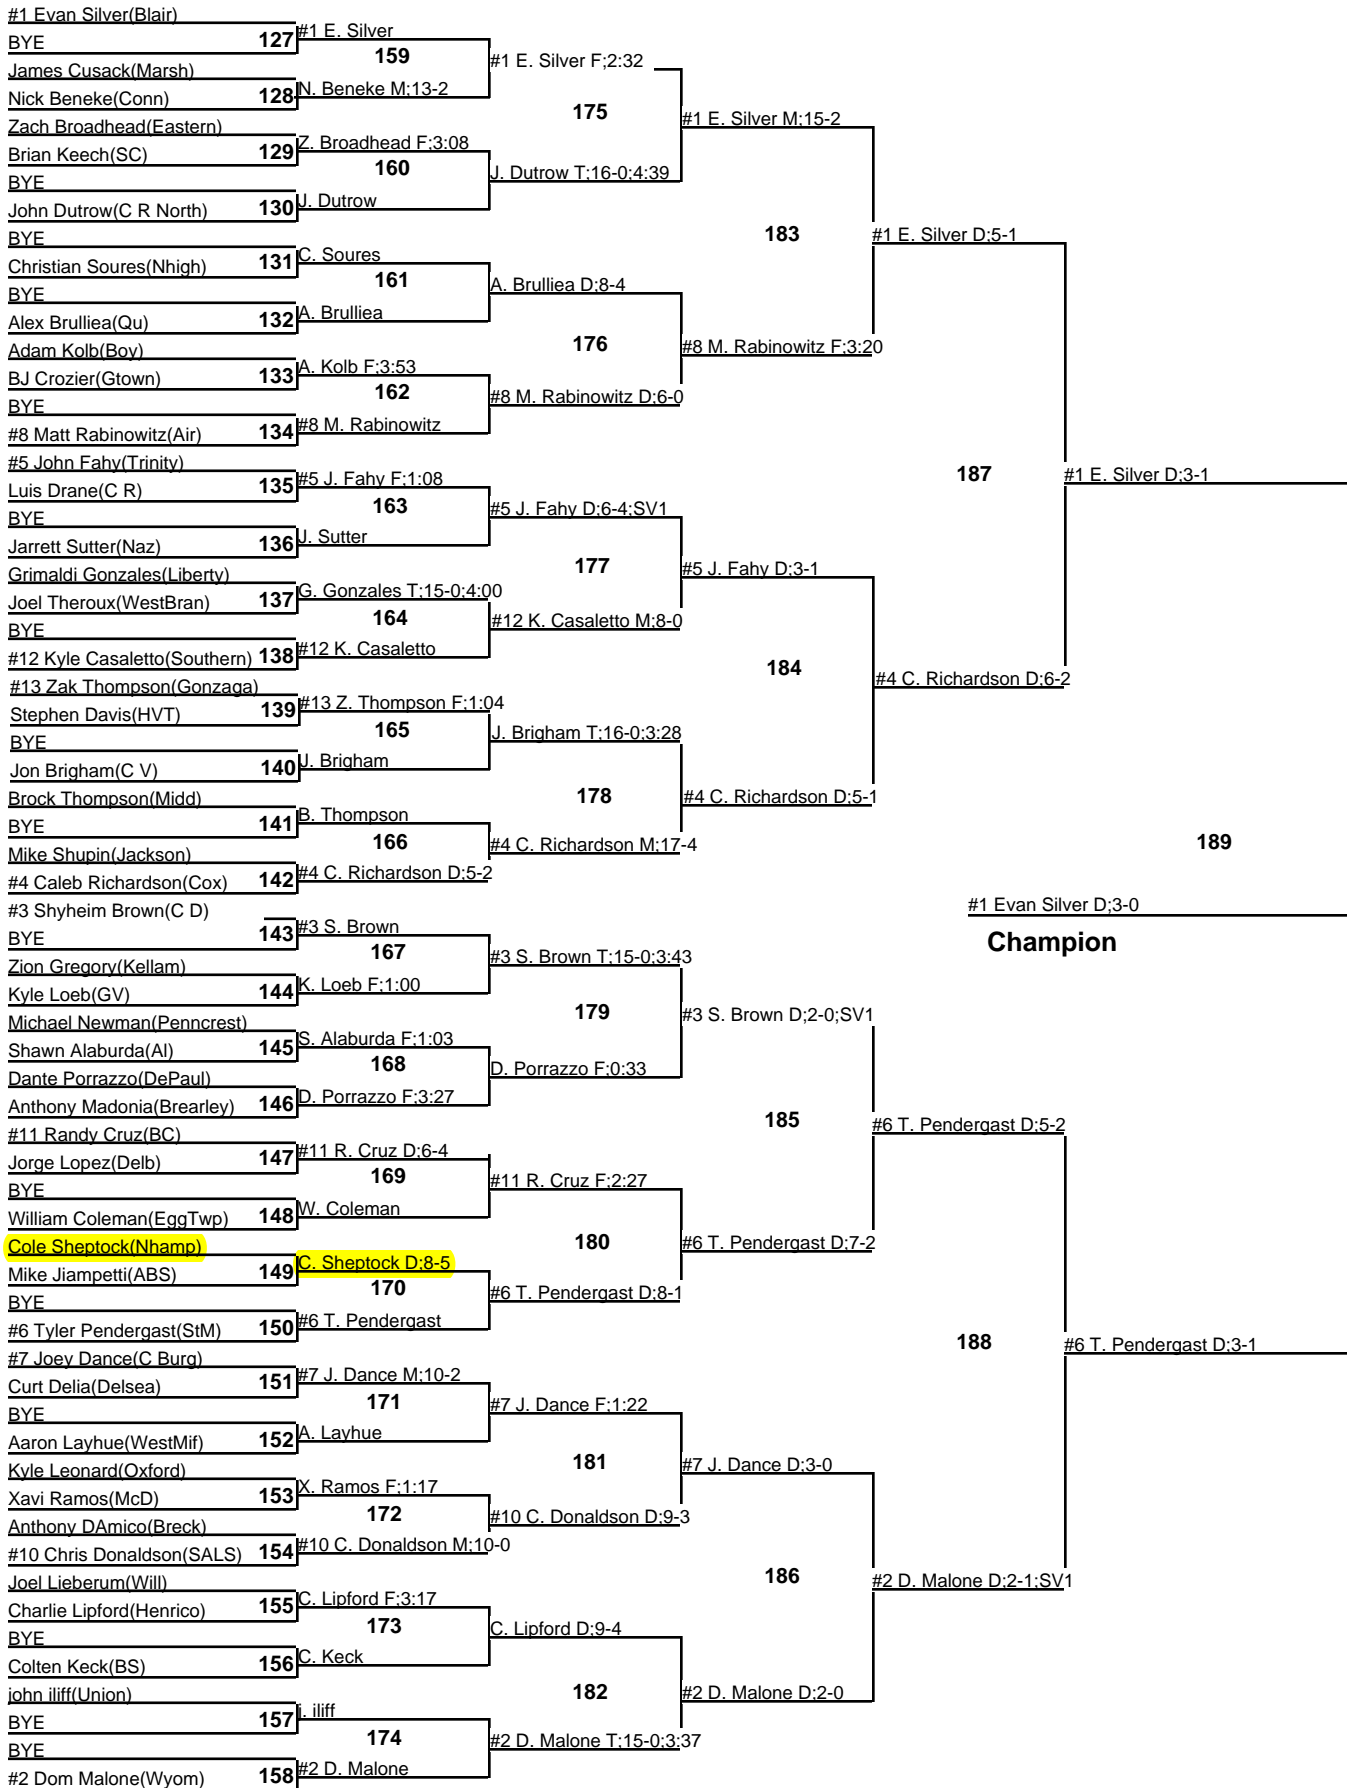 #1 Evan Silver(Blair)
BYE
127
#1 E. Silver
159
James Cusack(Marsh)
Nick Beneke(Conn)
128
N. Beneke M;13-2
#1 E. Silver F;2:32
175
Zach Broadhead(Eastern)
Brian Keech(SC)
129
Z. Broadhead F;3:08
160
BYE
John Dutrow(C R North)
130
J. Dutrow
J. Dutrow T;16-0;4:39
#1 E. Silver M;15-2
183
BYE
Christian Soures(Nhigh)
131
C. Soures
161
BYE
Alex Brulliea(Qu)
132
A. Brulliea
A. Brulliea D;8-4
176
Adam Kolb(Boy)
BJ Crozier(Gtown)
133
A. Kolb F;3:53
162
BYE
#8 Matt Rabinowitz(Air)
134
#8 M. Rabinowitz
#8 M. Rabinowitz D;6-0
#8 M. Rabinowitz F;3:20
#1 E. Silver D;5-1
187
#5 John Fahy(Trinity)
Luis Drane(C R)
135
#5 J. Fahy F;1:08
163
BYE
Jarrett Sutter(Naz)
136
J. Sutter
#5 J. Fahy D;6-4;SV1
177
Grimaldi Gonzales(Liberty)
Joel Theroux(WestBran)
137
G. Gonzales T;15-0;4:00
164
BYE
#12 Kyle Casaletto(Southern)
138
#12 K. Casaletto
#12 K. Casaletto M;8-0
#5 J. Fahy D;3-1
184
#13 Zak Thompson(Gonzaga)
Stephen Davis(HVT)
139
#13 Z. Thompson F;1:04
165
BYE
Jon Brigham(C V)
140
J. Brigham
J. Brigham T;16-0;3:28
178
Brock Thompson(Midd)
BYE
141
B. Thompson
166
Mike Shupin(Jackson)
#4 Caleb Richardson(Cox)
142
#4 C. Richardson D;5-2
#4 C. Richardson M;17-4
#4 C. Richardson D;5-1
#4 C. Richardson D;6-2
#1 E. Silver D;3-1
189
#1 Evan Silver D;3-0
Champion
#3 Shyheim Brown(C D)
BYE
143
#3 S. Brown
167
Zion Gregory(Kellam)
Kyle Loeb(GV)
144
K. Loeb F;1:00
#3 S. Brown T;15-0;3:43
179
Michael Newman(Penncrest)
Shawn Alaburda(Al)
145
S. Alaburda F;1:03
168
Dante Porrazzo(DePaul)
Anthony Madonia(Brearley)
146
D. Porrazzo F;3:27
D. Porrazzo F;0:33
#3 S. Brown D;2-0;SV1
185
#11 Randy Cruz(BC)
Jorge Lopez(Delb)
147
#11 R. Cruz D;6-4
169
BYE
William Coleman(EggTwp)
148
W. Coleman
#11 R. Cruz F;2:27
180
Cole Sheptock(Nhamp)
Mike Jiampetti(ABS)
149
C. Sheptock D;8-5
170
BYE
#6 Tyler Pendergast(StM)
150
#6 T. Pendergast
#6 T. Pendergast D;8-1
#6 T. Pendergast D;7-2
#6 T. Pendergast D;5-2
188
#7 Joey Dance(C Burg)
Curt Delia(Delsea)
151
#7 J. Dance M;10-2
171
BYE
Aaron Layhue(WestMif)
152
A. Layhue
#7 J. Dance F;1:22
181
Kyle Leonard(Oxford)
Xavi Ramos(McD)
153
X. Ramos F;1:17
172
Anthony DAmico(Breck)
#10 Chris Donaldson(SALS)
154
#10 C. Donaldson M;10-0
#10 C. Donaldson D;9-3
#7 J. Dance D;3-0
186
Joel Lieberum(Will)
Charlie Lipford(Henrico)
155
C. Lipford F;3:17
173
BYE
Colten Keck(BS)
156
C. Keck
C. Lipford D;9-4
182
john iliff(Union)
BYE
157
j. iliff
174
BYE
#2 Dom Malone(Wyom)
158
#2 D. Malone
#2 D. Malone T;15-0;3:37
#2 D. Malone D;2-0
#2 D. Malone D;2-1;SV1
#6 T. Pendergast D;3-1